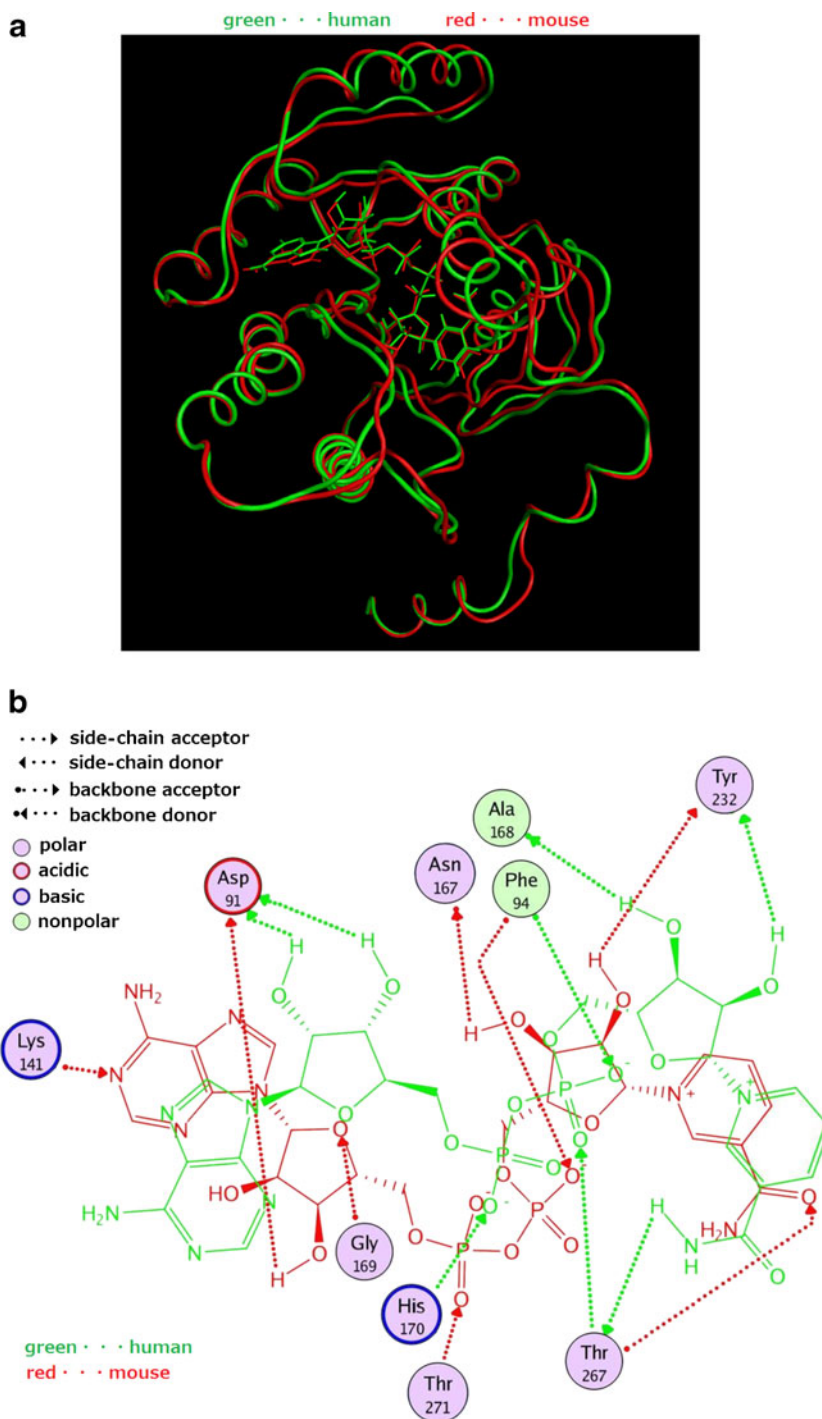 a
green · · · human red · · · mouse
b
side-chain acceptor
side-chain donor
backbone acceptor
backbone donor
polar
acidic
basic
nonpolar
Tyr
232
Ala
168
Asn
167
Phe
94
Asp
91
H
H
H
H
H
H
O
O
O
O
O
O
NH₂
N
N
Lys
141
N
N
N
N
N
O
O
O
O
P
O⁻
N⁺
N⁺
O
P
O
O
HO
H₂N
N
N
O
O⁻
O⁻
O
P
O
H₂N
O
H
N
H
O
H
O
O
P
O
O
Gly
169
His
170
Thr
267
Thr
271
green · · · human
red · · · mouse